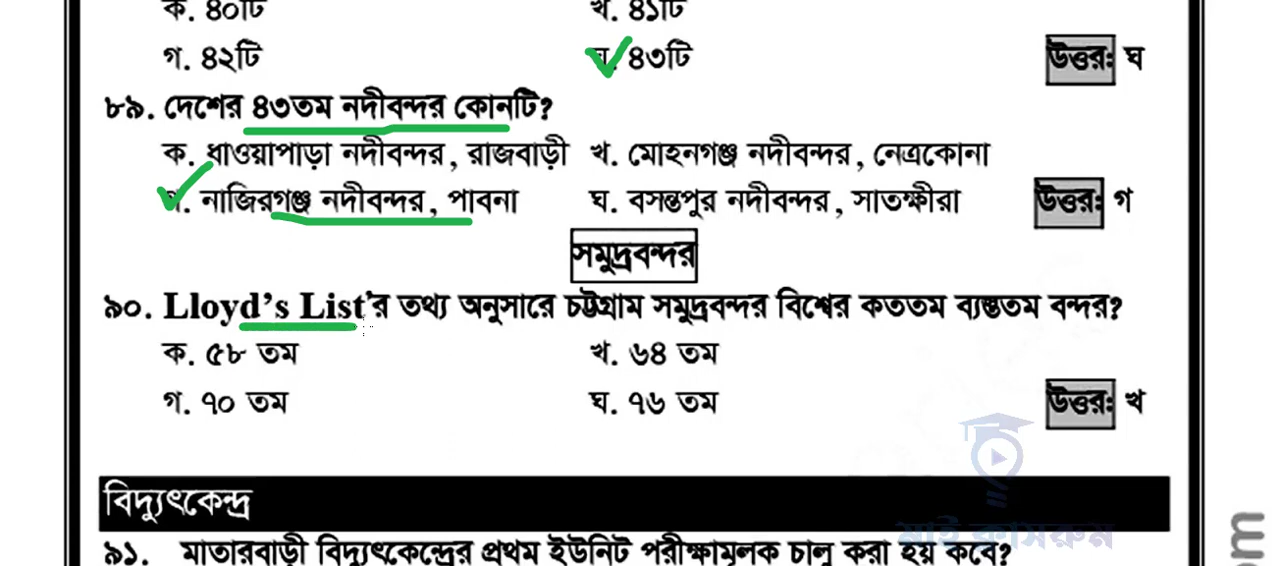 ক. ৪০টি খ. ৪১টি
গ. ৪২টি ঘ. ৪৩টি উত্তর: ঘ
৮৯. দেশের ৪৩তম নদীবন্দর কোনটি?
ক. ধাওয়াপাড়া নদীবন্দর, রাজবাড়ী খ. মোহনগঞ্জ নদীবন্দর, নেত্রকোনা
গ. নাজিরগঞ্জ নদীবন্দর, পাবনা ঘ. বসন্তপুর নদীবন্দর, সাতক্ষীরা উত্তর: গ
সমুদ্রবন্দর
৯০. Lloyd's List'র তথ্য অনুসারে চট্টগ্রাম সমুদ্রবন্দর বিশ্বের কততম ব্যস্ততম বন্দর?
ক. ৫৮ তম খ. ৬৪ তম
গ. ৭০ তম ঘ. ৭৬ তম উত্তর: খ
বিদ্যুৎকেন্দ্র
মাই ক্লাসরুম
৯১. মাতারবাড়ী বিদ্যুৎকেন্দ্রের প্রথম ইউনিট পরীক্ষামূলক চালু করা হয় কবে?